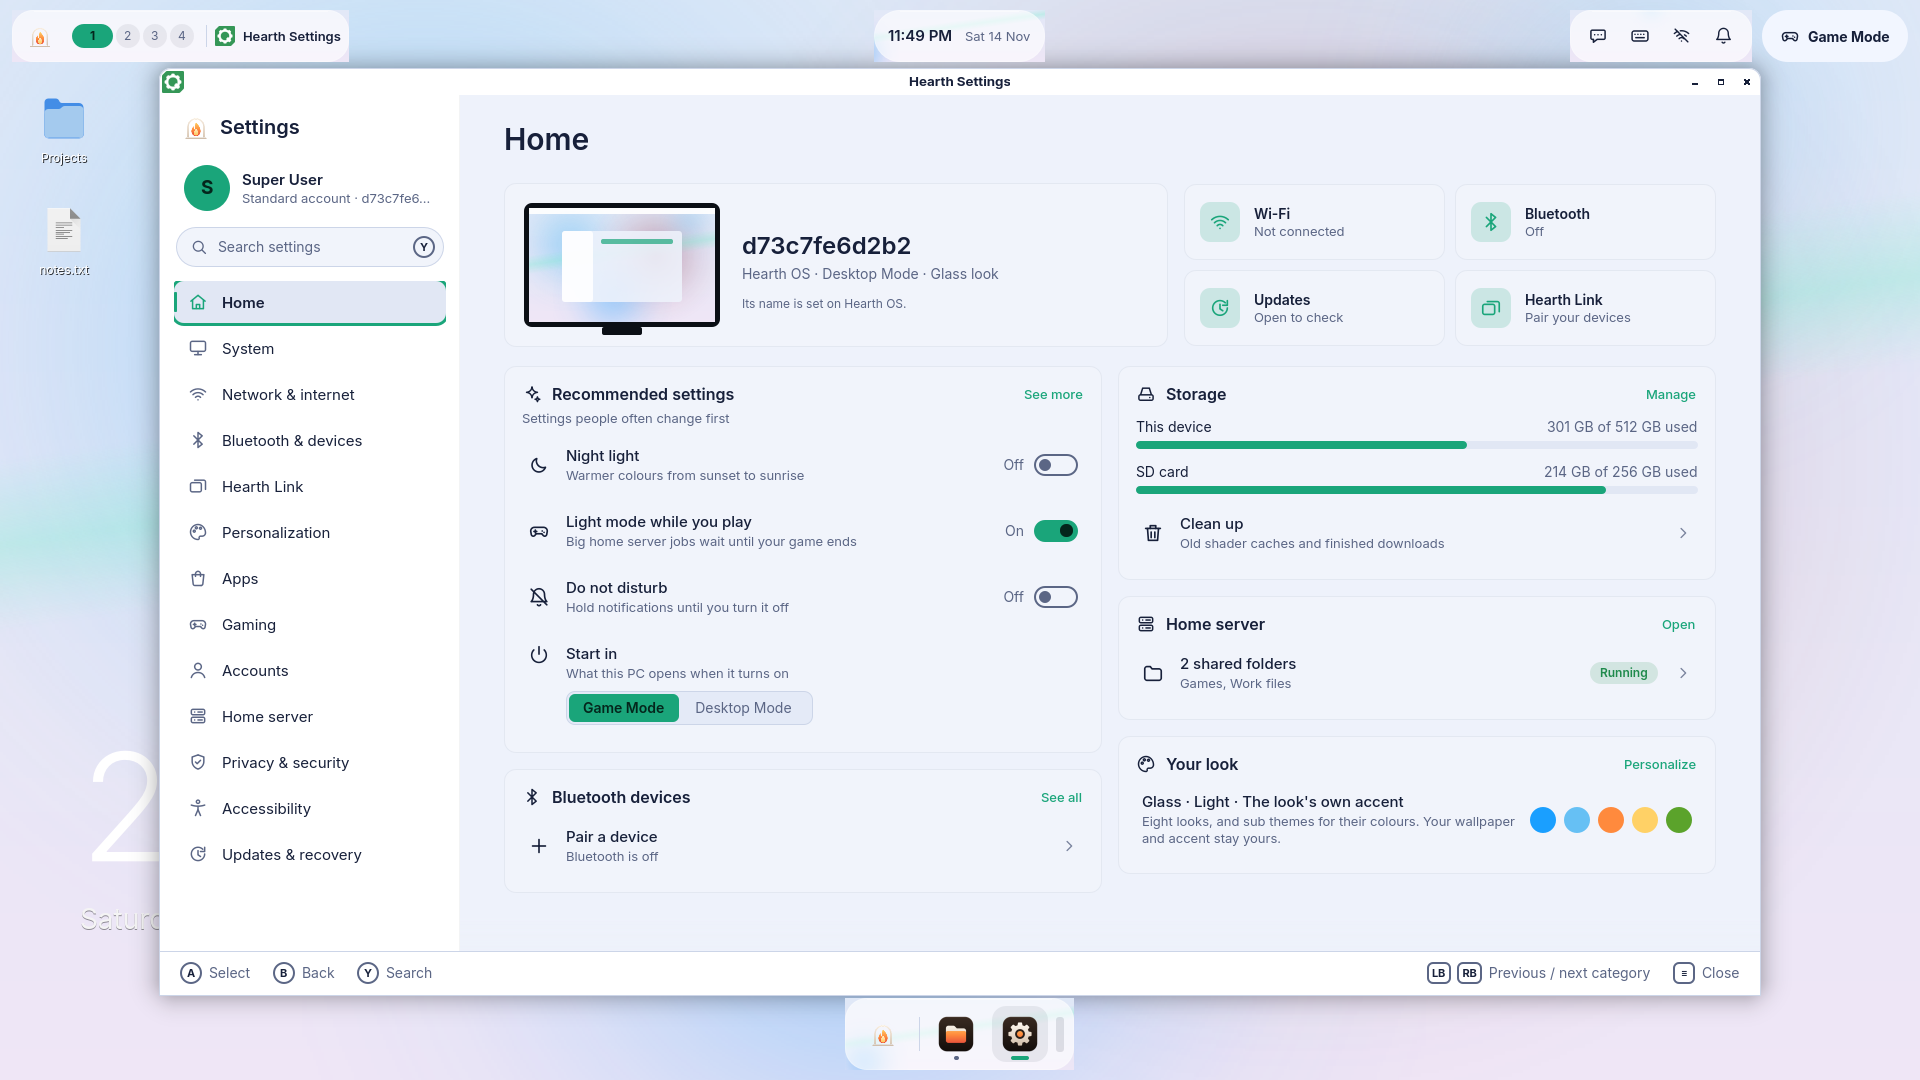 1 2 3 4 Hearth Settings
11:49 PM Sat 14 Nov
Game Mode
Projects
notes.txt
2
Satur
Hearth Settings
Settings
S
Super User
Standard account · d73c7fe6...
Search settings Y
Home
System
Network & internet
Bluetooth & devices
Hearth Link
Personalization
Apps
Gaming
Accounts
Home server
Privacy & security
Accessibility
Updates & recovery
Home
d73c7fe6d2b2
Hearth OS · Desktop Mode · Glass look
Its name is set on Hearth OS.
Wi-Fi
Not connected
Bluetooth
Off
Updates
Open to check
Hearth Link
Pair your devices
Recommended settings See more
Settings people often change first
Night light
Warmer colours from sunset to sunrise
Off
Light mode while you play
Big home server jobs wait until your game ends
On
Do not disturb
Hold notifications until you turn it off
Off
Start in
What this PC opens when it turns on
Game Mode Desktop Mode
Bluetooth devices See all
Pair a device
Bluetooth is off
Storage Manage
This device 301 GB of 512 GB used
SD card 214 GB of 256 GB used
Clean up
Old shader caches and finished downloads
Home server Open
2 shared folders
Games, Work files
Running
Your look Personalize
Glass · Light · The look's own accent
Eight looks, and sub themes for their colours. Your wallpaper
and accent stay yours.
A Select B Back Y Search
LB RB Previous / next category ≡ Close